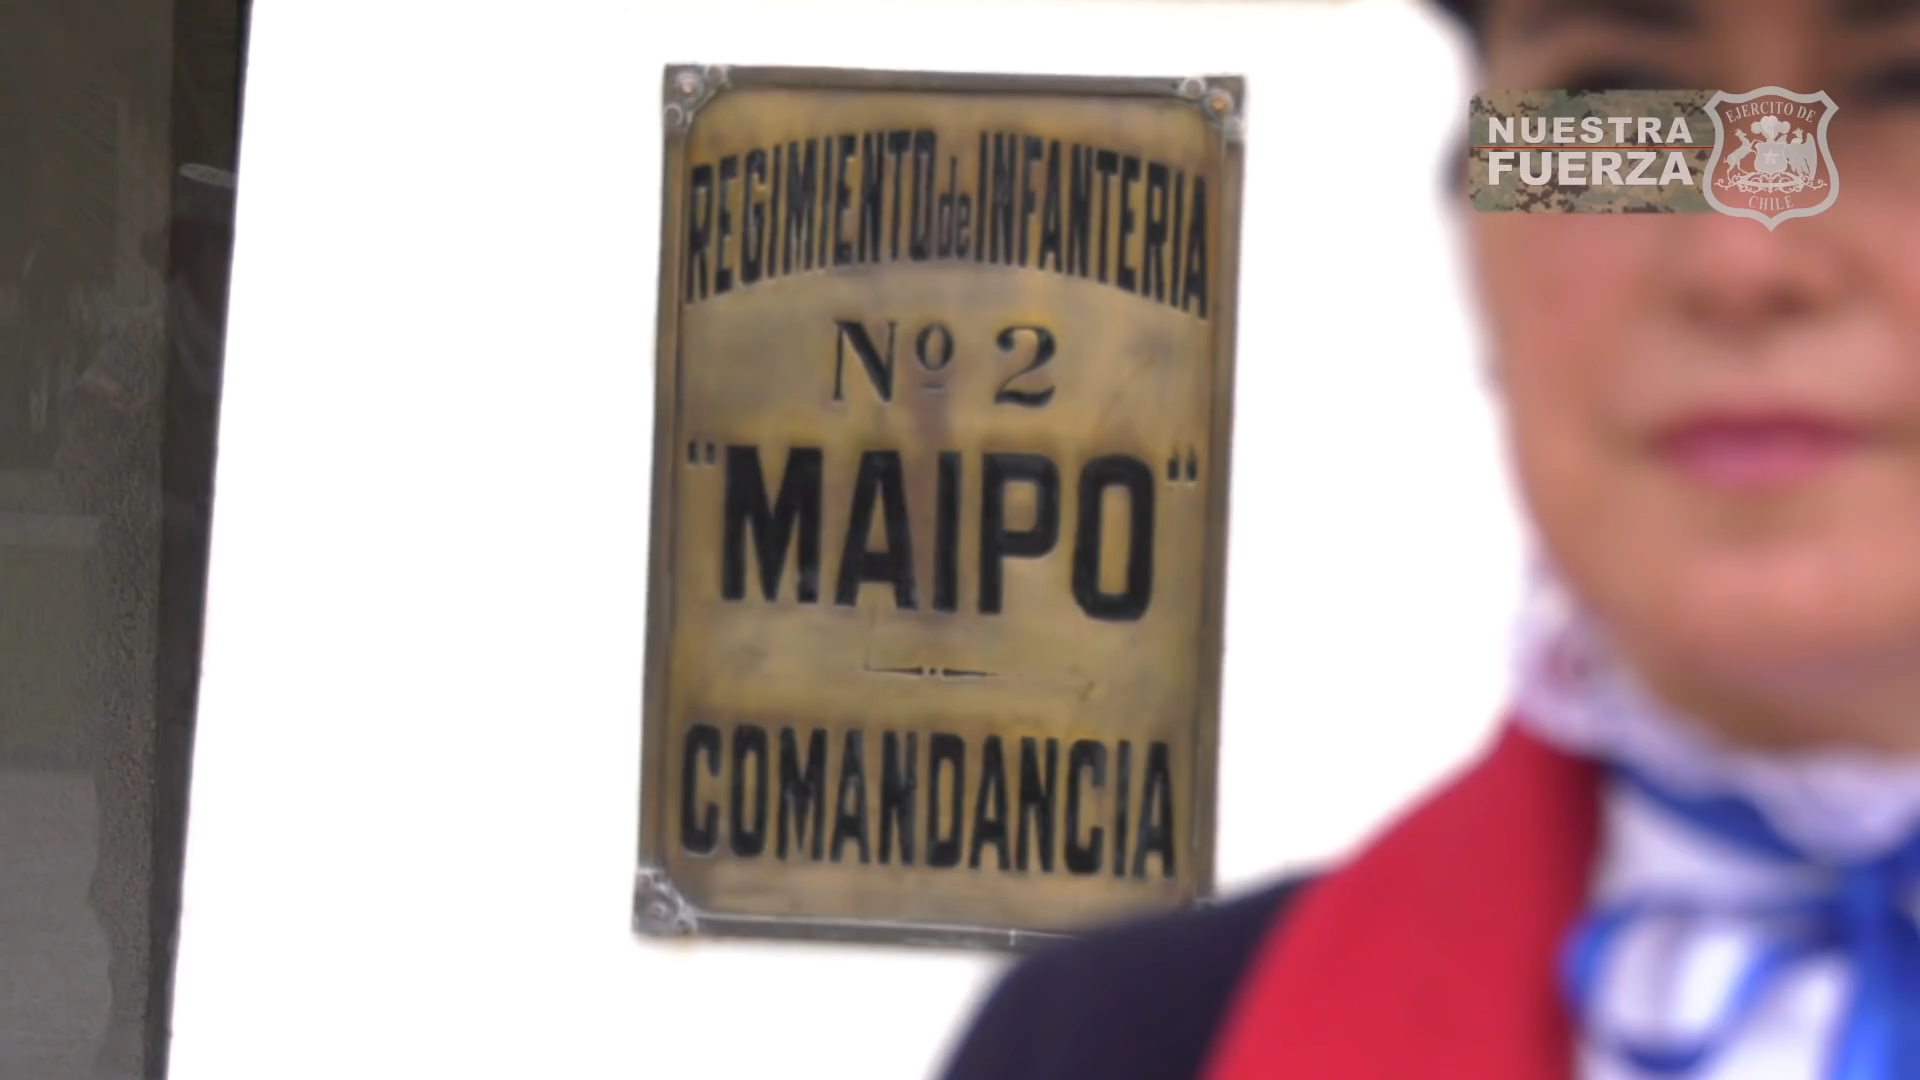 REGIMIENTO de INFANTERIA
Nº 2
"MAIPO"
COMANDANCIA
NUESTRA
FUERZA
EJERCITO DE
CHILE